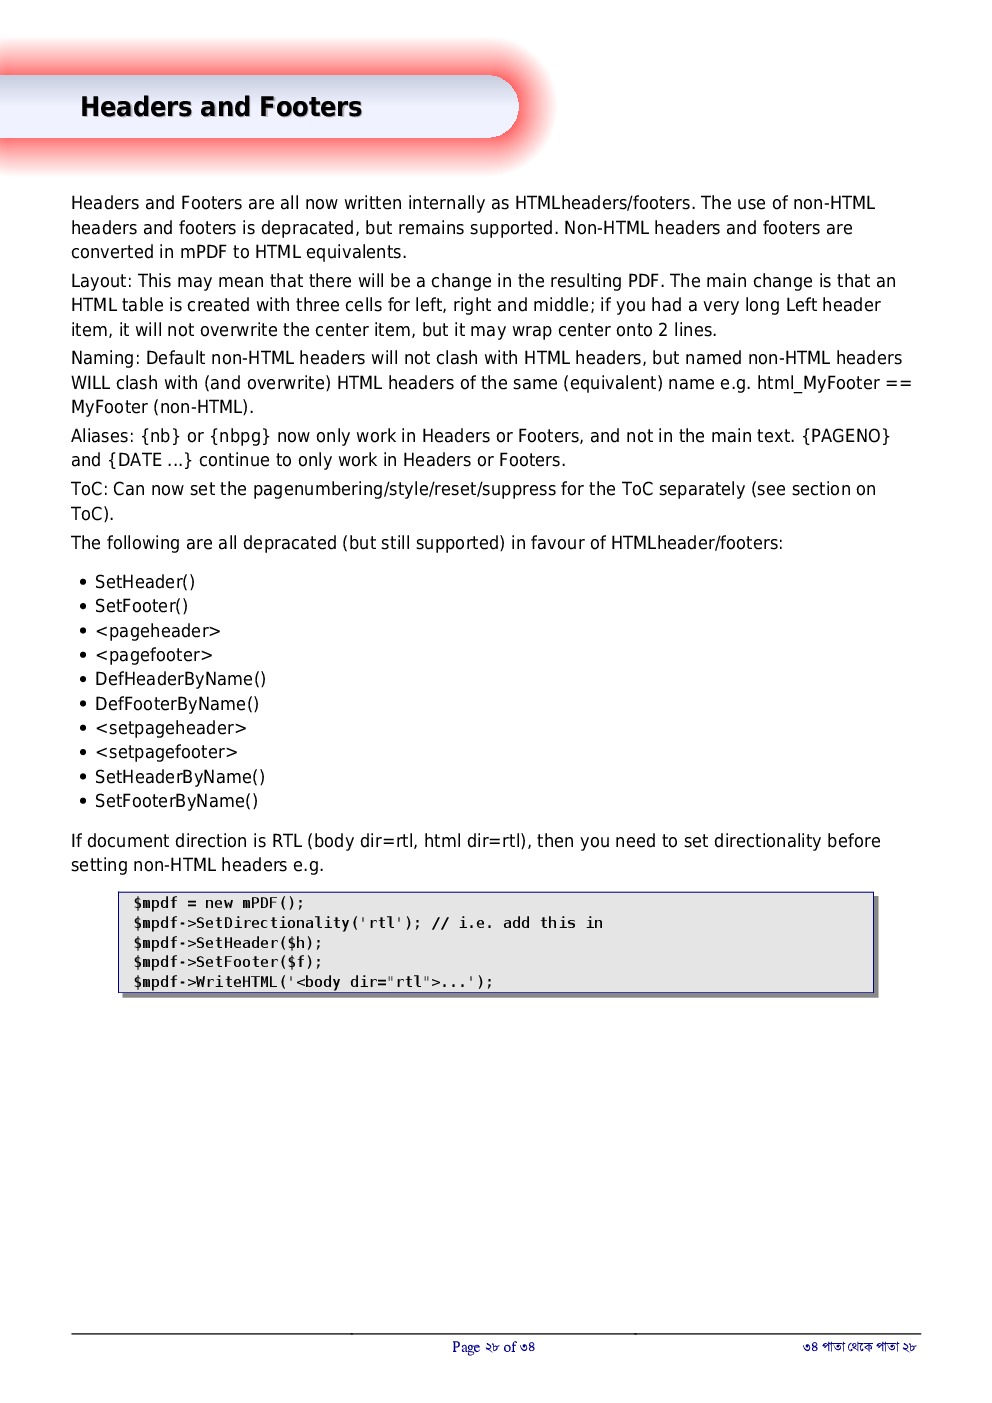 Headers and Footers
Headers and Footers are all now written internally as HTMLheaders/footers. The use of non-HTML
headers and footers is depracated, but remains supported. Non-HTML headers and footers are
converted in mPDF to HTML equivalents.
Layout: This may mean that there will be a change in the resulting PDF. The main change is that an
HTML table is created with three cells for left, right and middle; if you had a very long Left header
item, it will not overwrite the center item, but it may wrap center onto 2 lines.
Naming: Default non-HTML headers will not clash with HTML headers, but named non-HTML headers
WILL clash with (and overwrite) HTML headers of the same (equivalent) name e.g. html_MyFooter ==
MyFooter (non-HTML).
Aliases: {nb} or {nbpg} now only work in Headers or Footers, and not in the main text. {PAGENO}
and {DATE ...} continue to only work in Headers or Footers.
ToC: Can now set the pagenumbering/style/reset/suppress for the ToC separately (see section on
ToC).
The following are all depracated (but still supported) in favour of HTMLheader/footers:
• SetHeader()
• SetFooter()
• <pageheader>
• <pagefooter>
• DefHeaderByName()
• DefFooterByName()
• <setpageheader>
• <setpagefooter>
• SetHeaderByName()
• SetFooterByName()
If document direction is RTL (body dir=rtl, html dir=rtl), then you need to set directionality before
setting non-HTML headers e.g.
$mpdf = new mPDF();
$mpdf->SetDirectionality('rtl'); // i.e. add this in
$mpdf->SetHeader($h);
$mpdf->SetFooter($f);
$mpdf->WriteHTML('<body dir="rtl">...');
Page ২৮ of ৩৪
৩৪ পাতা থেকে পাতা ২৮